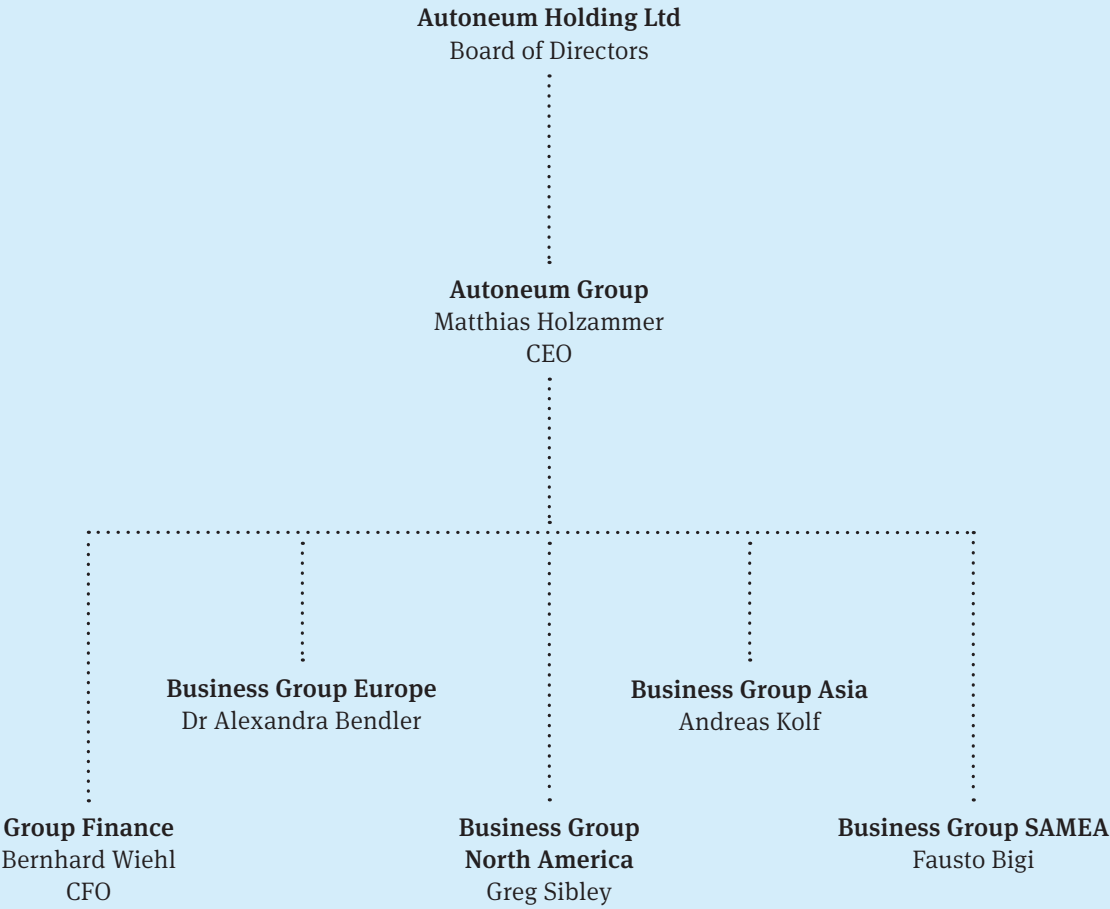 Autoneum Holding Ltd
Board of Directors
Autoneum Group
Matthias Holzammer
CEO
Business Group Europe
Dr Alexandra Bendler
Business Group Asia
Andreas Kolf
Group Finance
Bernhard Wiehl
CFO
Business Group
North America
Greg Sibley
Business Group SAMEA
Fausto Bigi